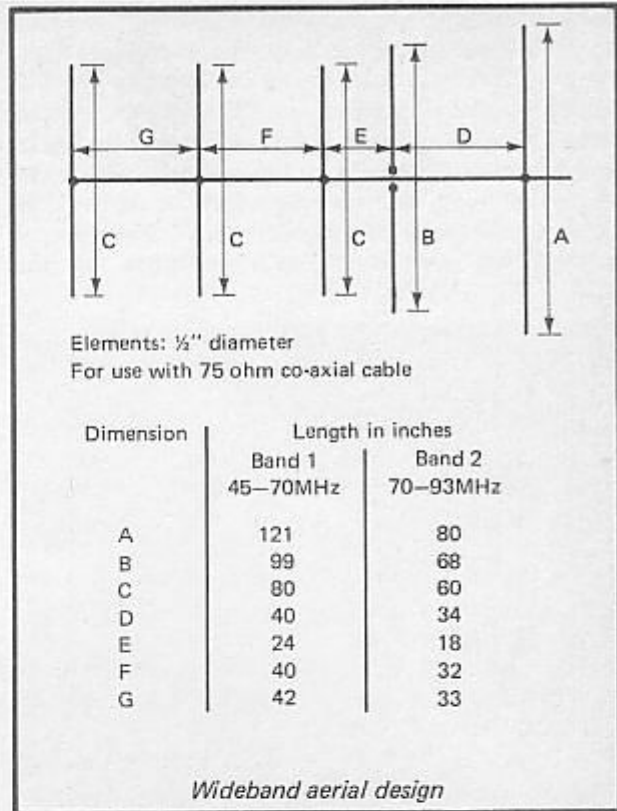 G
F
E
D
C
C
C
B
A
Elements: ½" diameter
For use with 75 ohm co-axial cable
Dimension Length in inches
Band 1 Band 2
45—70MHz 70—93MHz
A 121 80
B 99 68
C 80 60
D 40 34
E 24 18
F 40 32
G 42 33
Wideband aerial design